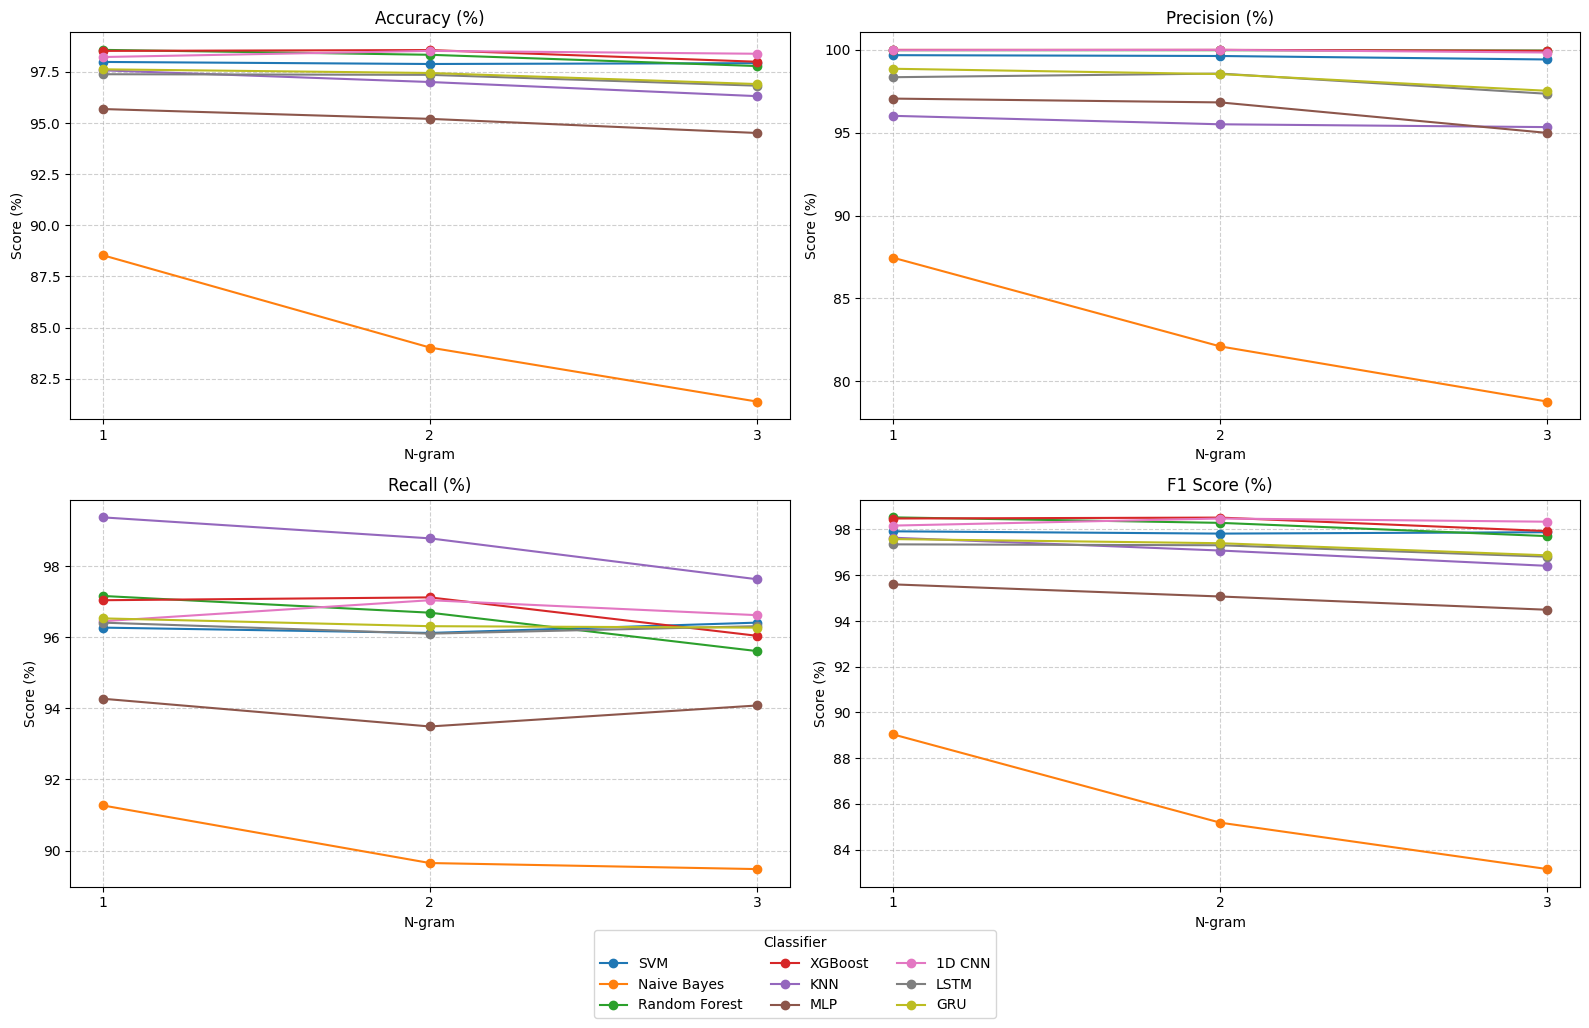 Accuracy (%)
Score (%)
97.5
95.0
92.5
90.0
87.5
85.0
82.5
1 2 3
N-gram
Precision (%)
Score (%)
100
95
90
85
80
1 2 3
N-gram
Recall (%)
Score (%)
98
96
94
92
90
1 2 3
N-gram
F1 Score (%)
Score (%)
98
96
94
92
90
88
86
84
1 2 3
N-gram
Classifier
SVM XGBoost 1D CNN
Naive Bayes KNN LSTM
Random Forest MLP GRU